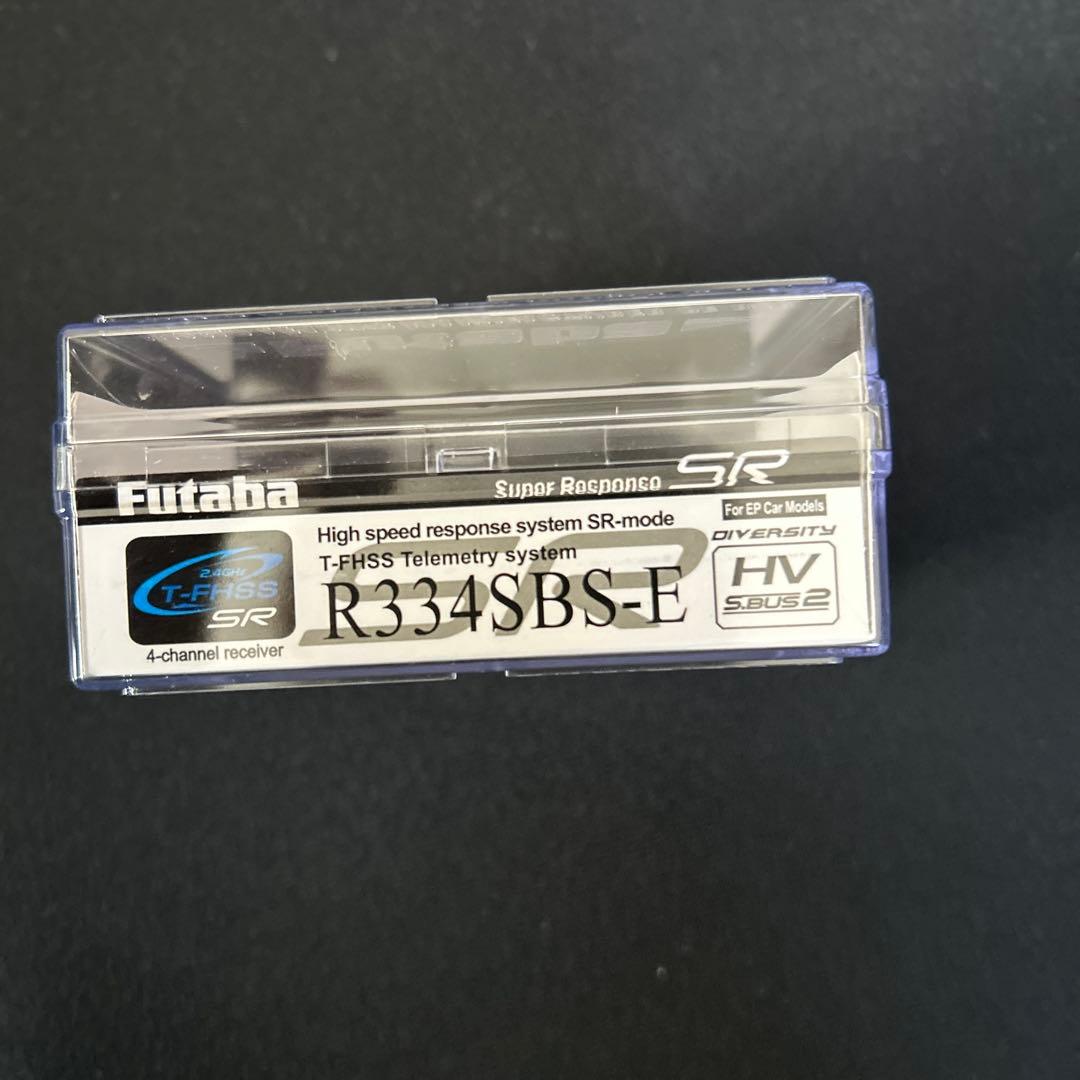 Futaba
Super Response SR
For EP Car Models
High speed response system SR-mode
T-FHSS Telemetry system
R334SBS-E
DIVERSITY
HV
S.BUS2
2.4GHz
T-FHSS
SR
4-channel receiver
SR